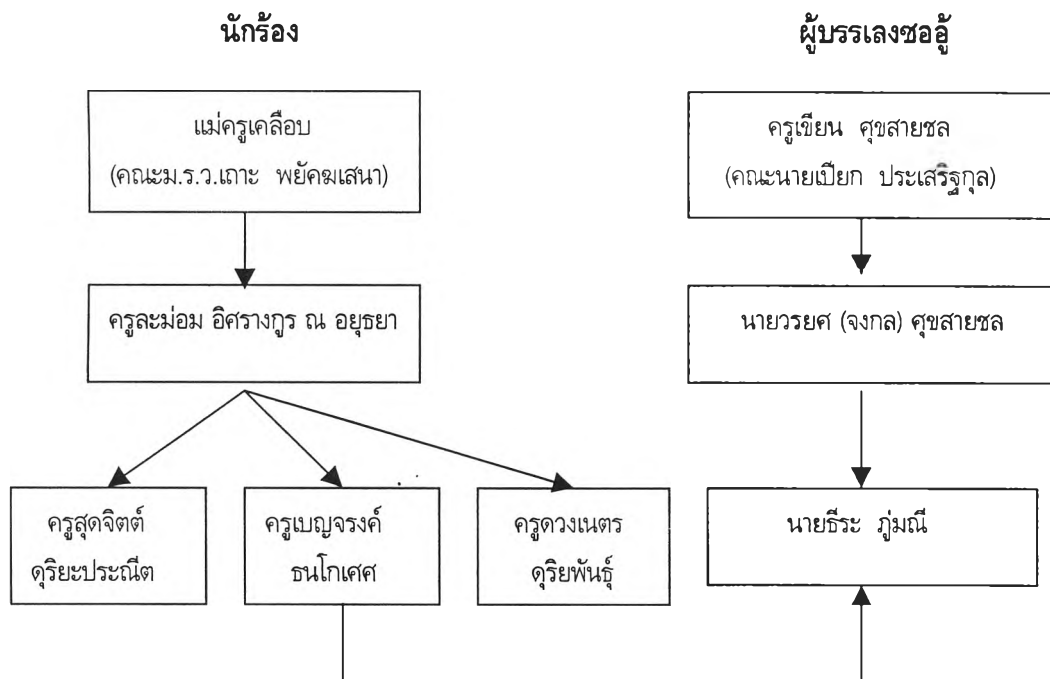 นักร้อง
แม่ครูเคลือบ
(คณะม.ร.ว.เถาะ พยัคฆเสนา)
ครูละม่อม อิศรางกูร ณ อยุธยา
ครูสุดจิตต์
ดุริยะประณีต
ครูเบญจรงค์
ธนโกเศศ
ครูดวงเนตร
ดุริยพันธุ์
ผู้บรรเลงซออู้
ครูเขียน ศุขสายชล
(คณะนายเปียก ประเสริฐกุล)
นายวรยศ (จงกล) ศุขสายชล
นายธีระ ภู่มณี